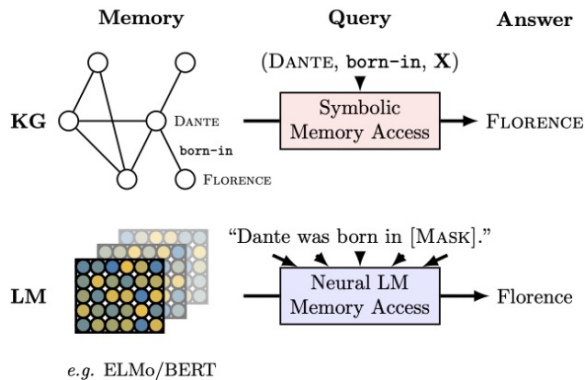 Memory
Query
Answer
KG
DANTE
born-in
FLORENCE
(DANTE, born-in, X)
Symbolic
Memory Access
FLORENCE
LM
e.g. ELMo/BERT
“Dante was born in [MASK].”
Neural LM
Memory Access
Florence